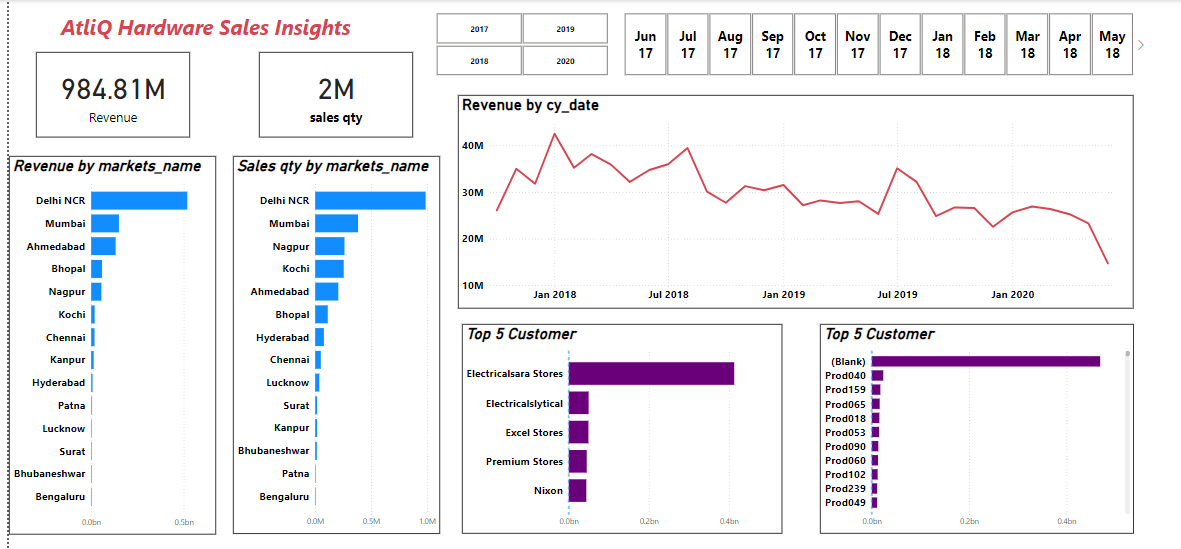 AtliQ Hardware Sales Insights
984.81M
Revenue
2M
sales qty
2017
2019
2018
2020
Jun 17
Jul 17
Aug 17
Sep 17
Oct 17
Nov 17
Dec 17
Jan 18
Feb 18
Mar 18
Apr 18
May 18
Revenue by cy_date
40M
30M
20M
10M
Jan 2018
Jul 2018
Jan 2019
Jul 2019
Jan 2020
Revenue by markets_name
Delhi NCR
Mumbai
Ahmedabad
Bhopal
Nagpur
Kochi
Chennai
Kanpur
Hyderabad
Patna
Lucknow
Surat
Bhubaneshwar
Bengaluru
0.0bn
0.5bn
Sales qty by markets_name
Delhi NCR
Mumbai
Nagpur
Kochi
Ahmedabad
Bhopal
Hyderabad
Chennai
Lucknow
Surat
Kanpur
Bhubaneshwar
Patna
Bengaluru
0.0M
0.5M
1.0M
Top 5 Customer
Electricalsara Stores
Electricalslytical
Excel Stores
Premium Stores
Nixon
0.0bn
0.2bn
0.4bn
Top 5 Customer
(Blank)
Prod040
Prod159
Prod065
Prod018
Prod053
Prod090
Prod060
Prod102
Prod239
Prod049
0.0bn
0.2bn
0.4bn